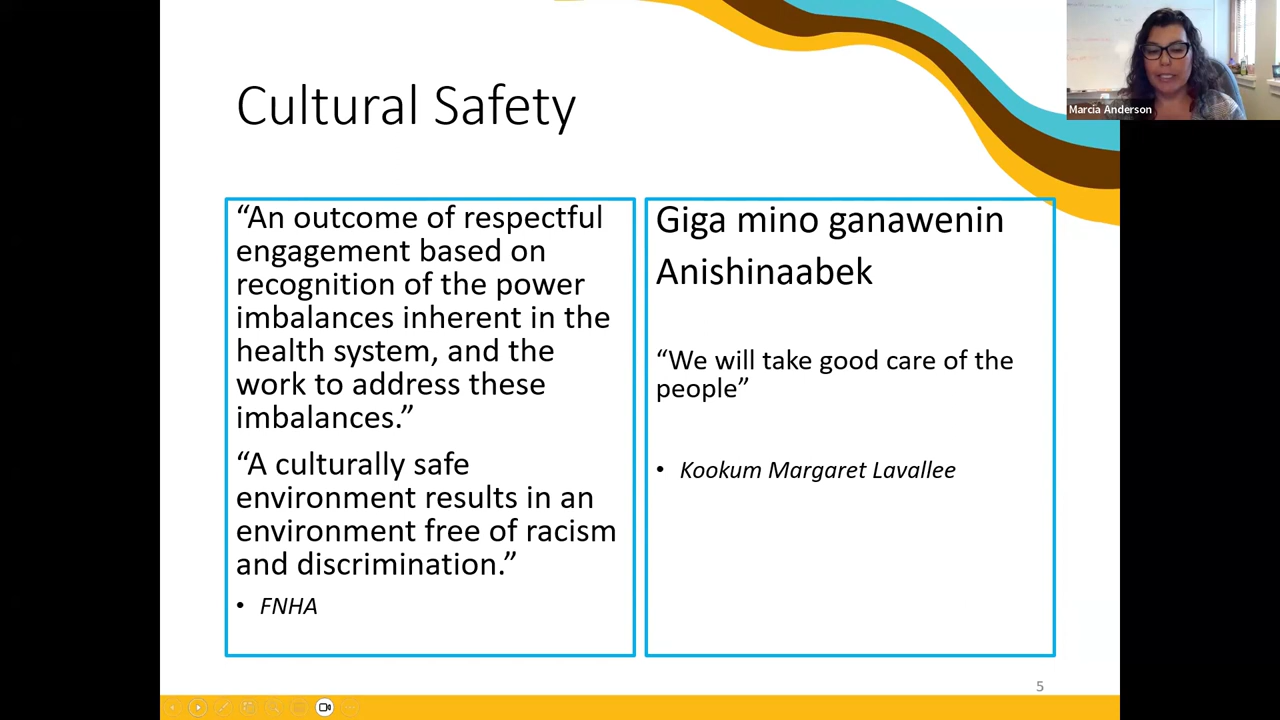 Cultural Safety
Marcia Anderson
“An outcome of respectful
engagement based on
recognition of the power
imbalances inherent in the
health system, and the
work to address these
imbalances.”
“A culturally safe
environment results in an
environment free of racism
and discrimination.”
• FNHA
Giga mino ganawenin
Anishinaabek
“We will take good care of the
people”
• Kookum Margaret Lavallee
5